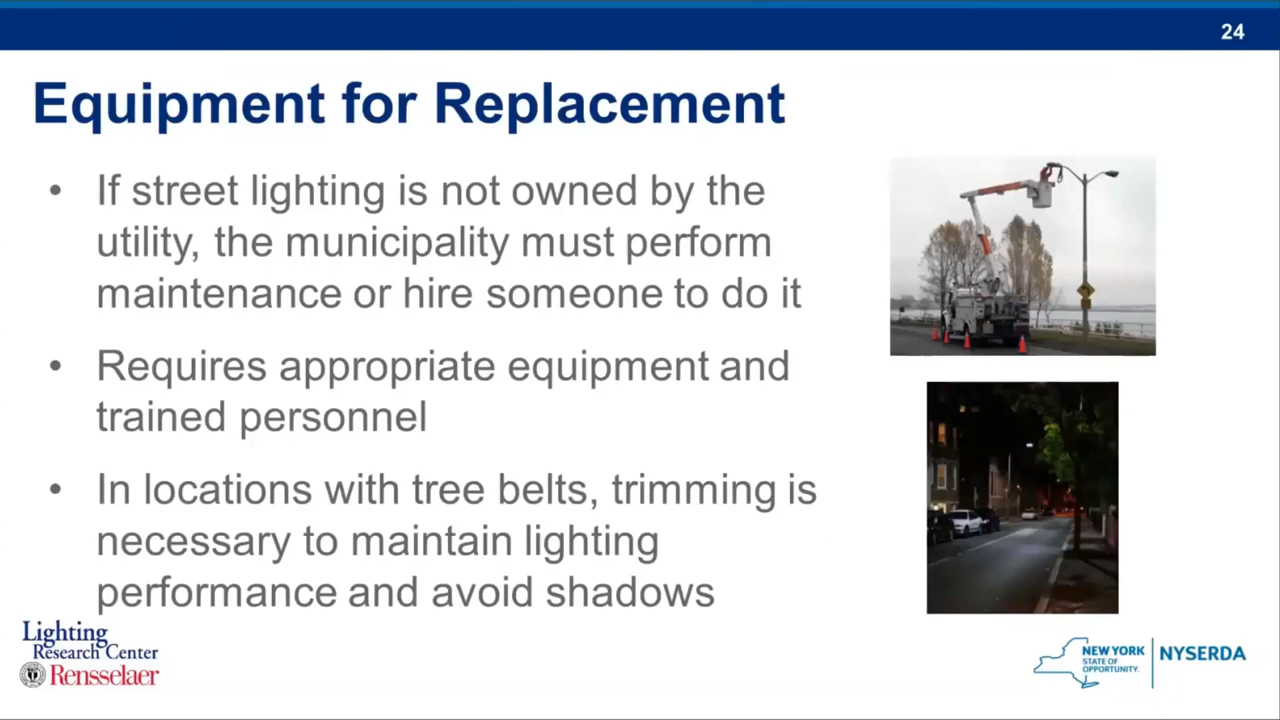 24
Equipment for Replacement
• If street lighting is not owned by the
utility, the municipality must perform
maintenance or hire someone to do it
• Requires appropriate equipment and
trained personnel
• In locations with tree belts, trimming is
necessary to maintain lighting
performance and avoid shadows
Lighting
Research Center
Rensselaer
NEW YORK
STATE OF
OPPORTUNITY.
NYSERDA